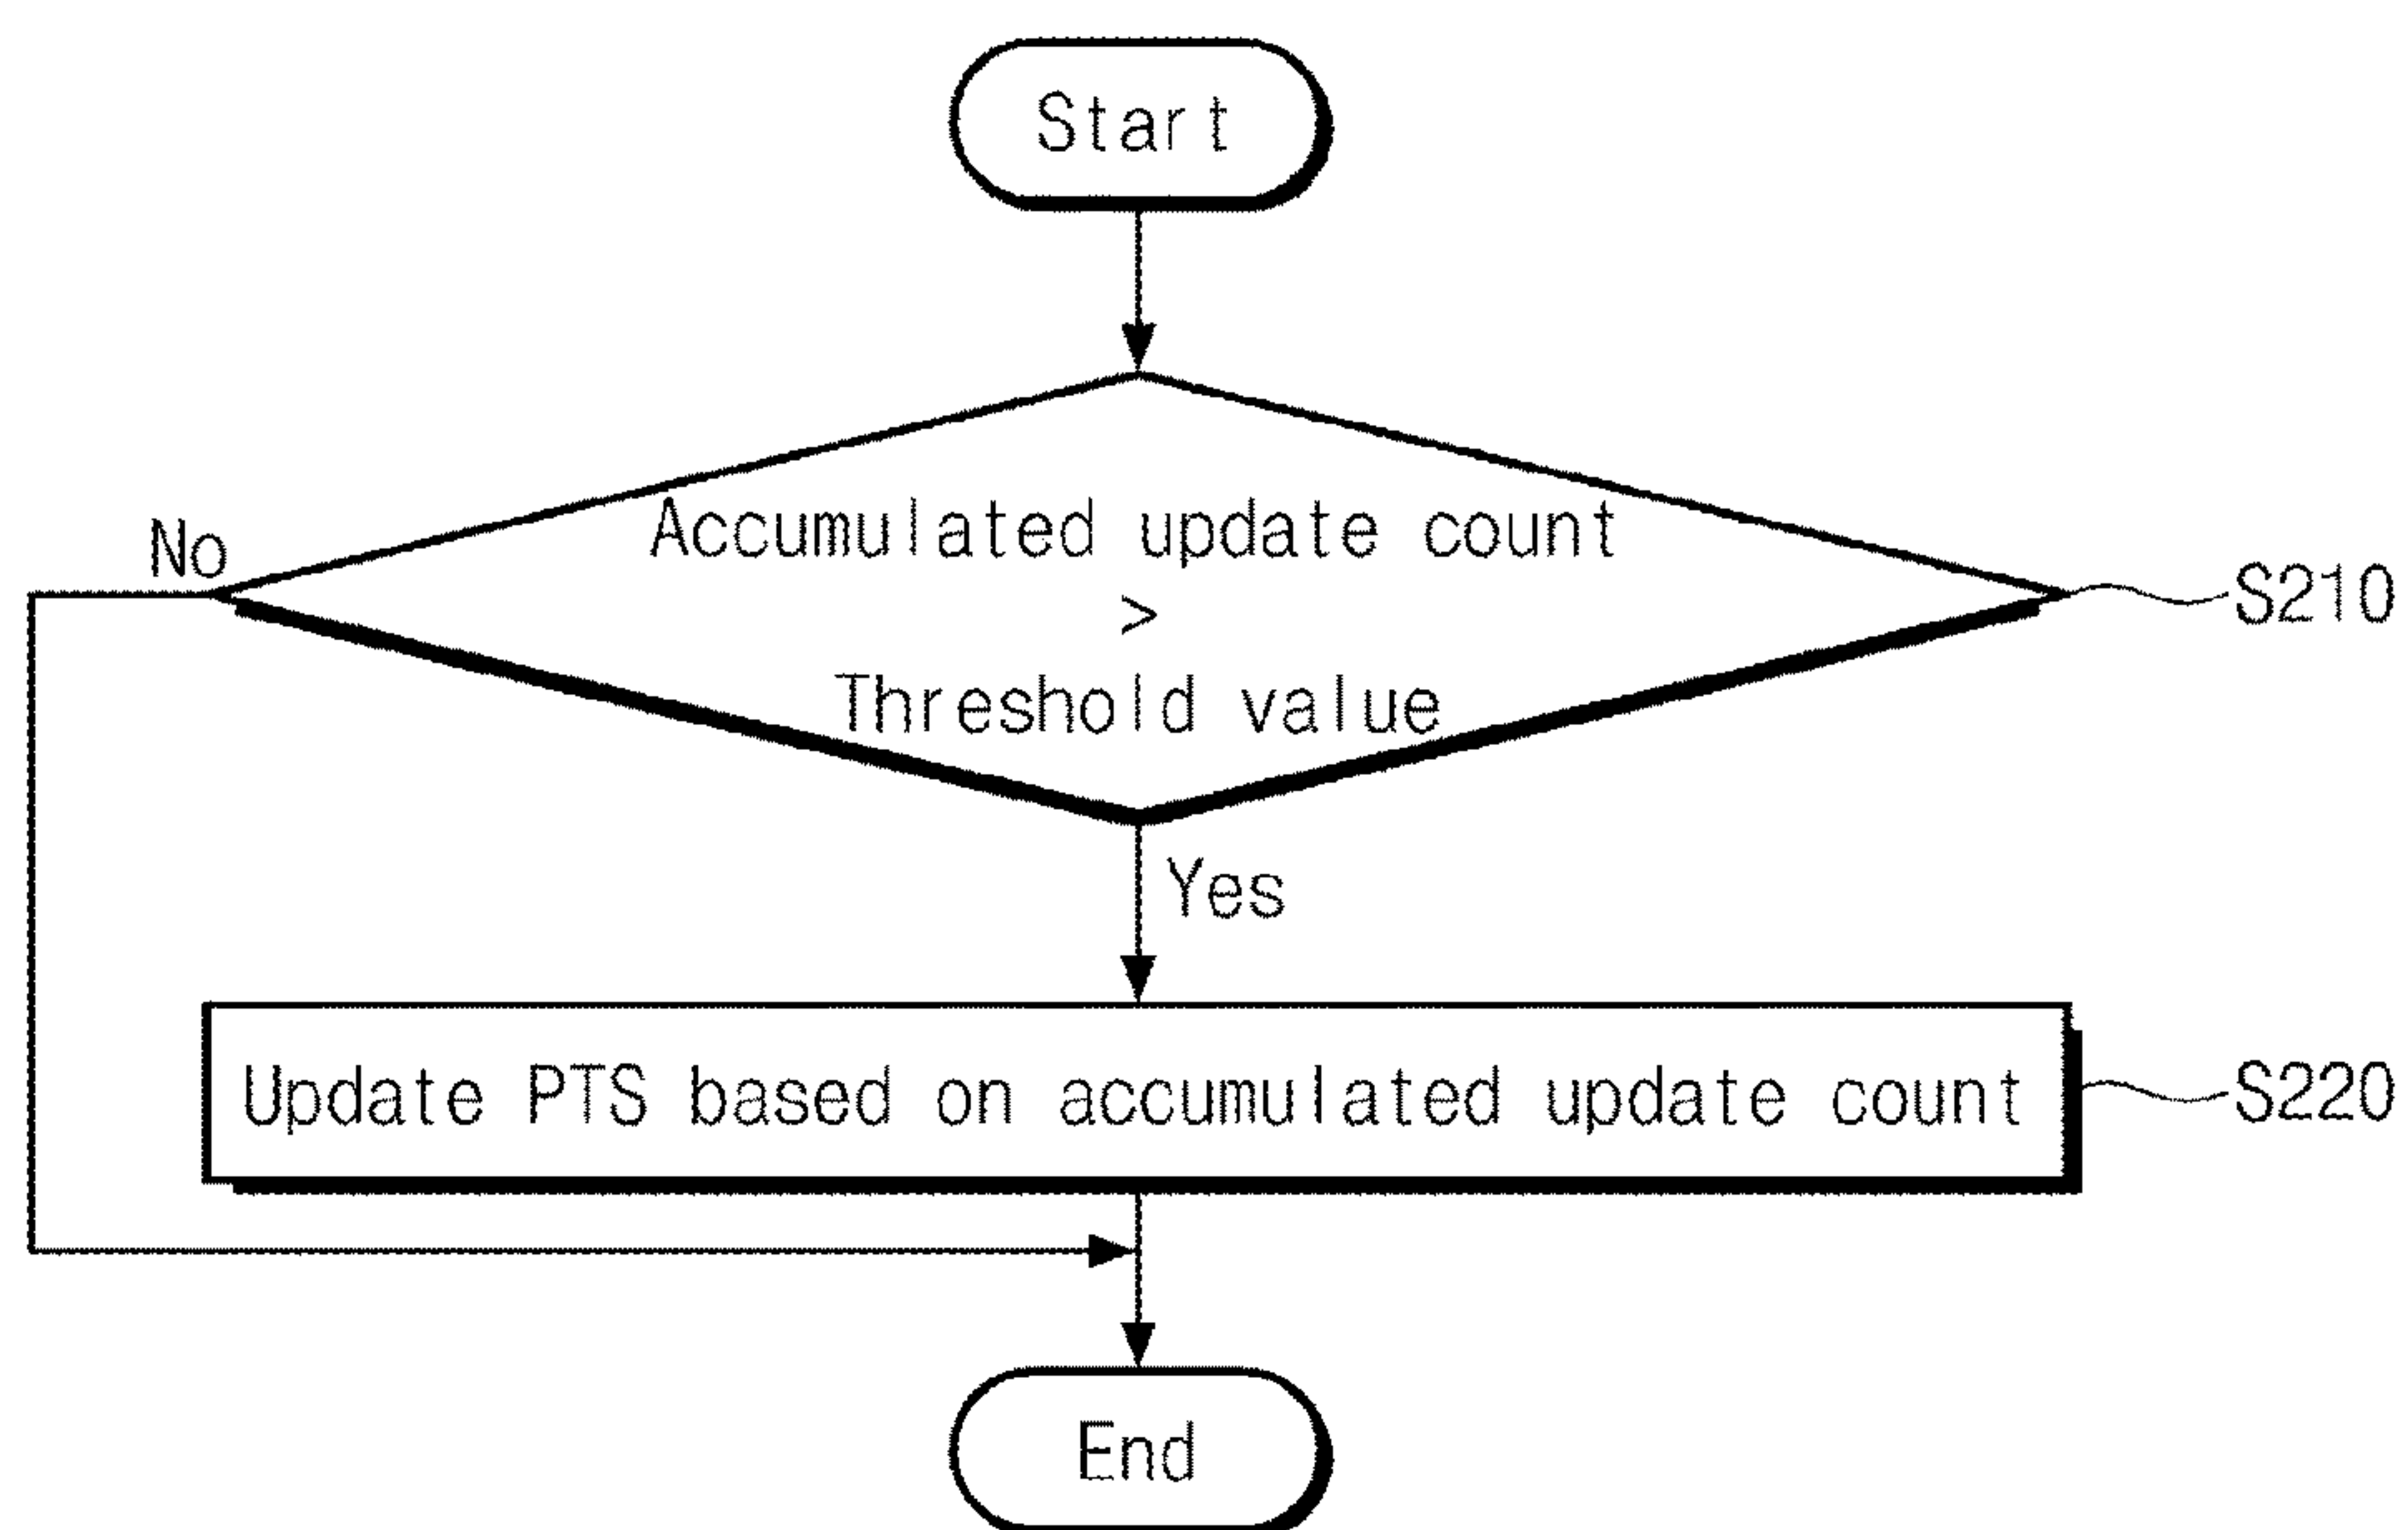 Start
No
Accumulated update count
>
Threshold value
S210
Yes
Update PTS based on accumulated update count
S220
End